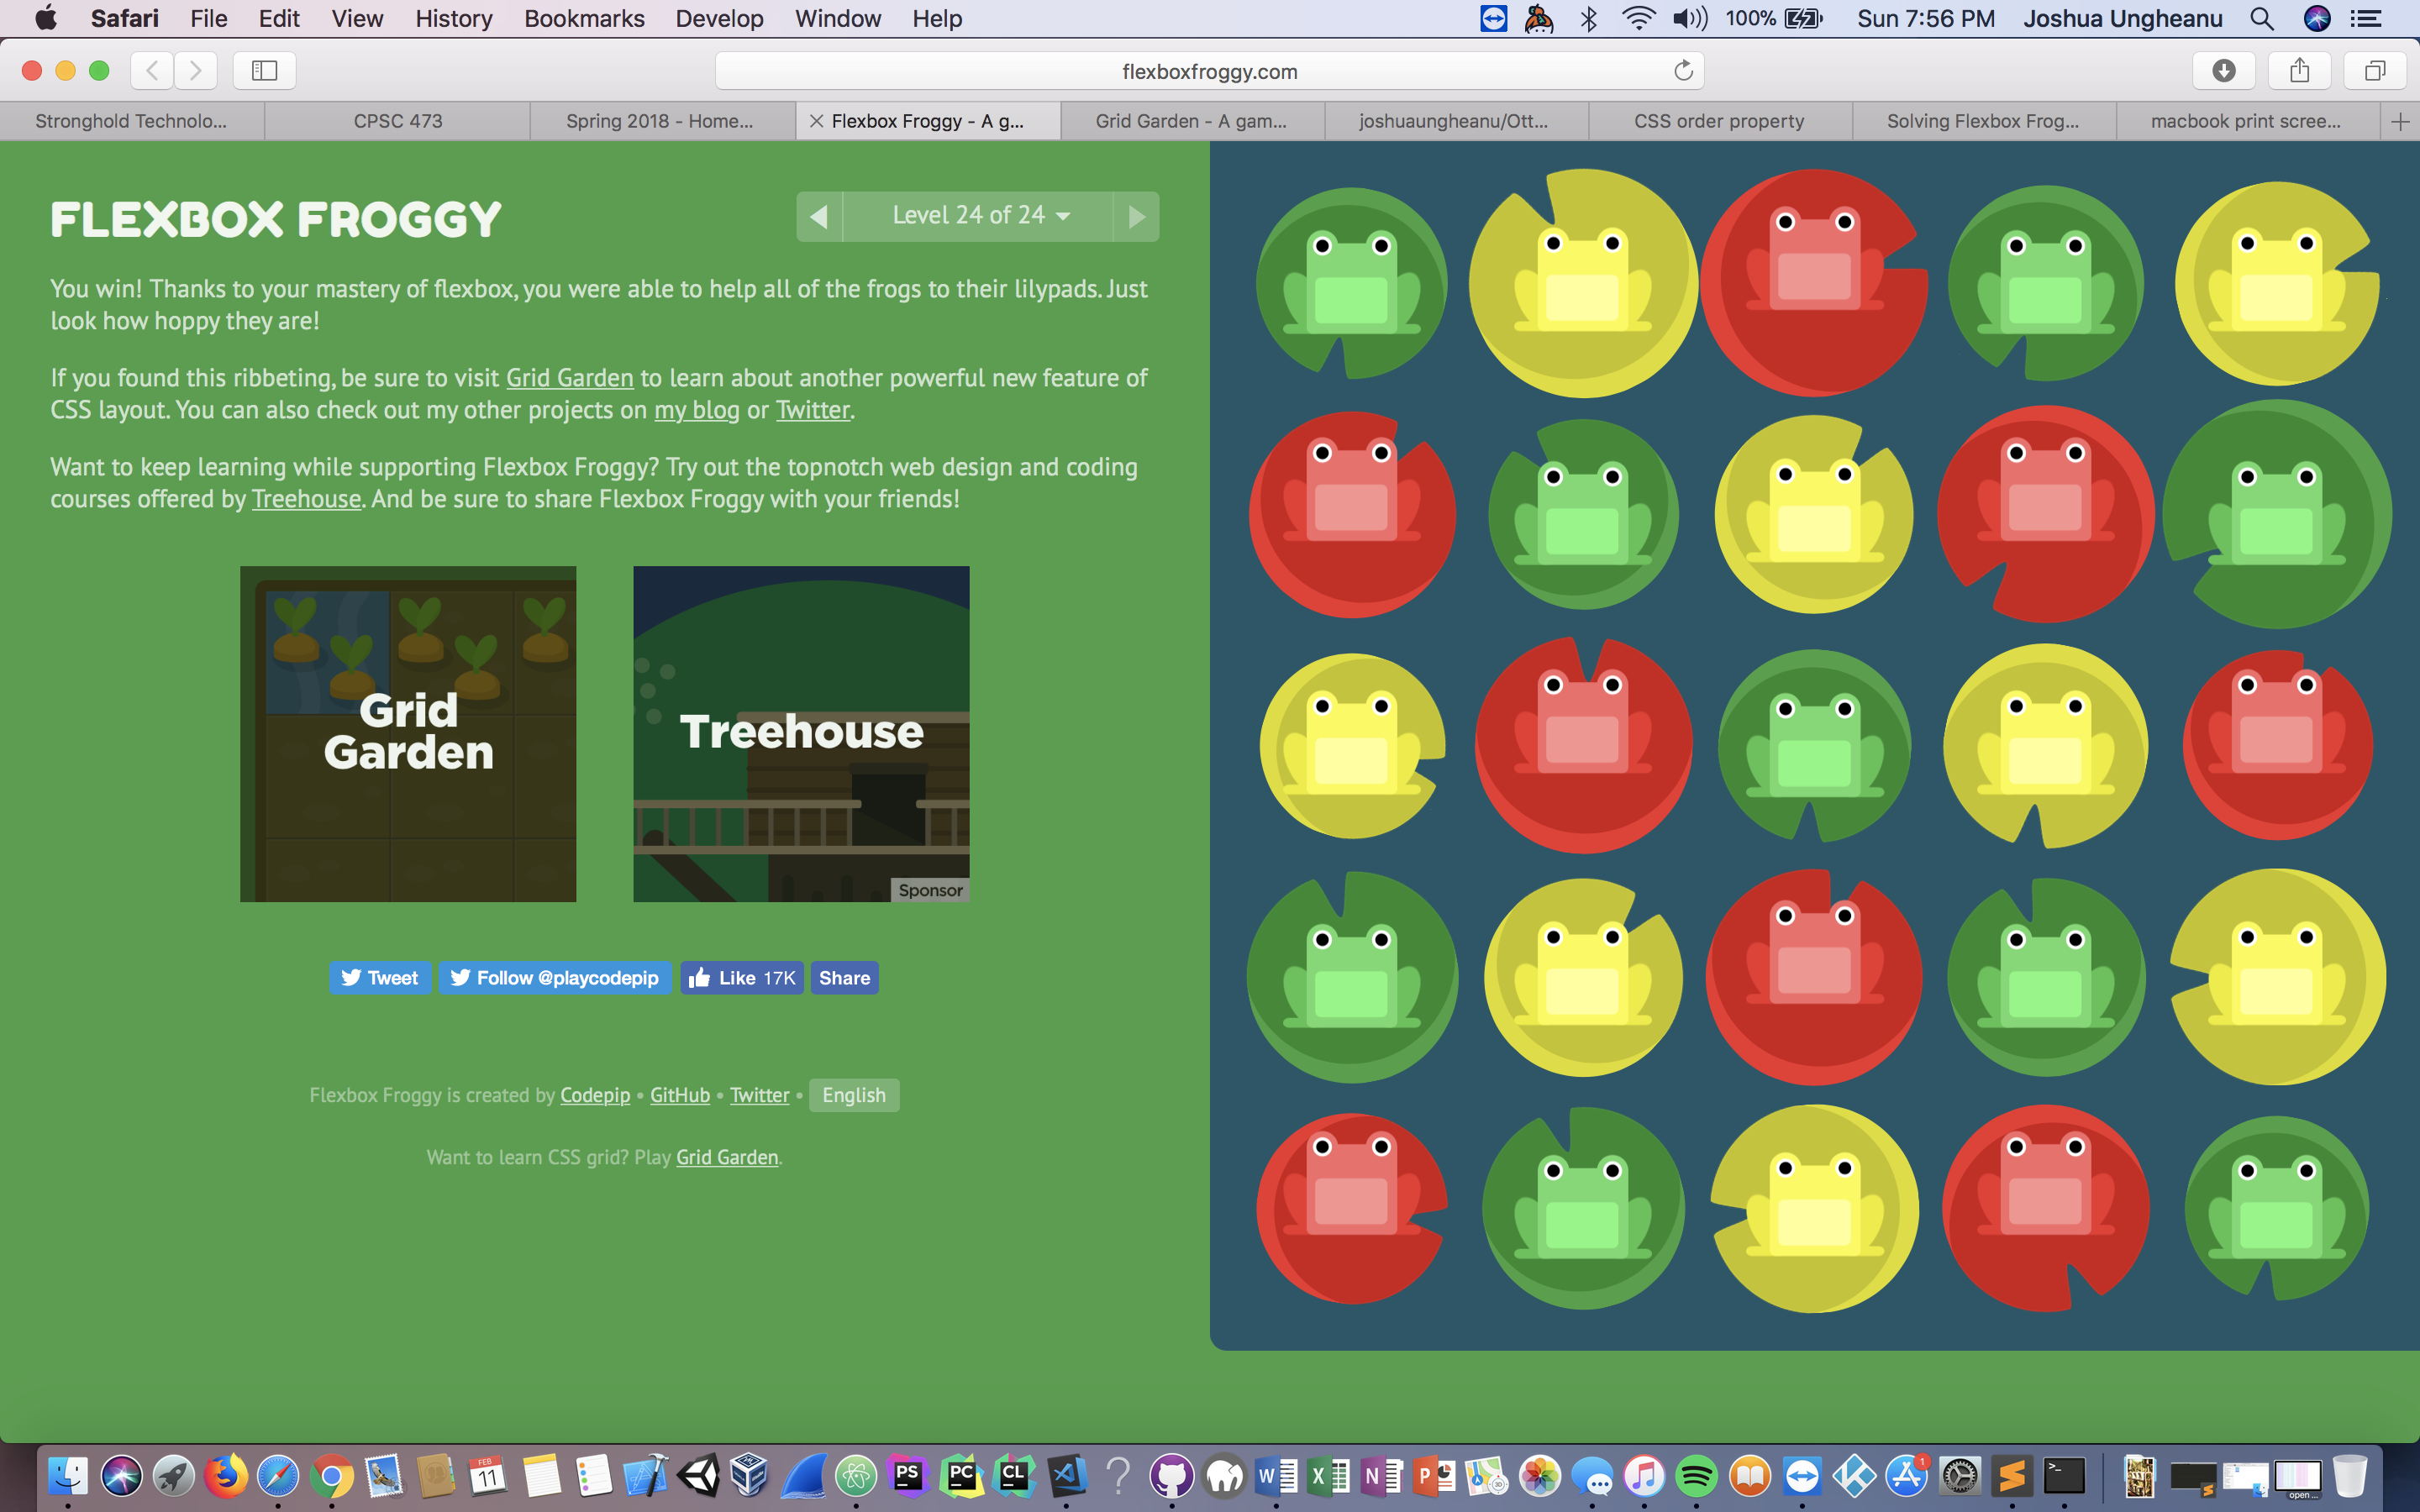 Safari File Edit View History Bookmarks Develop Window Help 100% Sun 7:56 PM Joshua Ungheanu
flexboxfroggy.com
Stronghold Technolo... CPSC 473 Spring 2018 - Home... Flexbox Froggy - A g... Grid Garden - A gam... joshuaungheanu/Ott... CSS order property Solving Flexbox Frog... macbook print scree...
FLEXBOX FROGGY
Level 24 of 24
You win! Thanks to your mastery of flexbox, you were able to help all of the frogs to their lilypads. Just
look how hoppy they are!
If you found this ribbeting, be sure to visit Grid Garden to learn about another powerful new feature of
CSS layout. You can also check out my other projects on my blog or Twitter.
Want to keep learning while supporting Flexbox Froggy? Try out the topnotch web design and coding
courses offered by Treehouse. And be sure to share Flexbox Froggy with your friends!
Grid
Garden
Treehouse
Sponsor
Tweet Follow @playcodepip Like 17K Share
Flexbox Froggy is created by Codepip • GitHub • Twitter • English
Want to learn CSS grid? Play Grid Garden.
FEB
11
PS
PC
CL
W
X
N
P
3D
1
>_
open ...